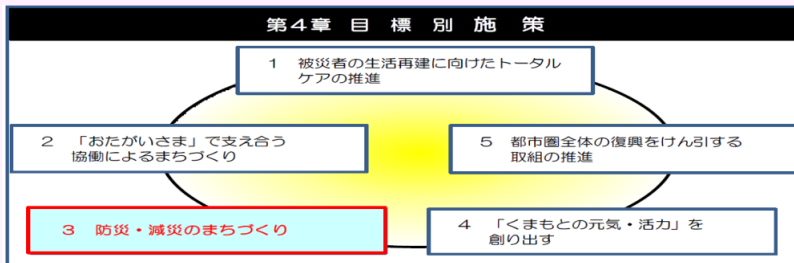 第4章 目 標 別 施 策
1 被災者の生活再建に向けたトータル
ケアの推進
2 「おたがいさま」で支え合う
協働によるまちづくり
5 都市圏全体の復興をけん引する
取組の推進
3 防災・減災のまちづくり
4 「くまもとの元気・活力」を
創り出す